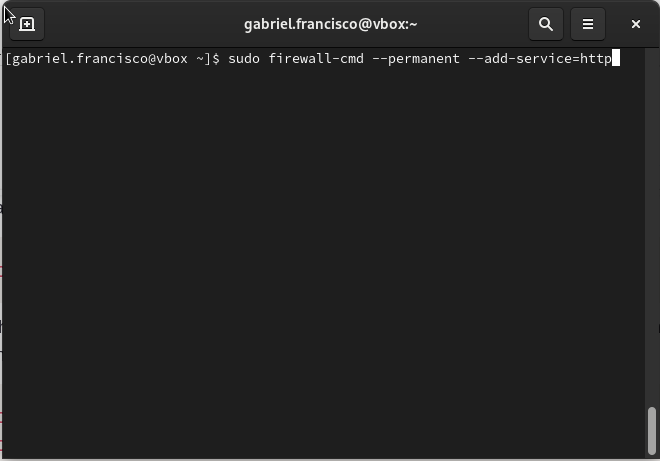 gabriel.francisco@vbox:~
[gabriel.francisco@vbox ~]$ sudo firewall-cmd --permanent --add-service=http